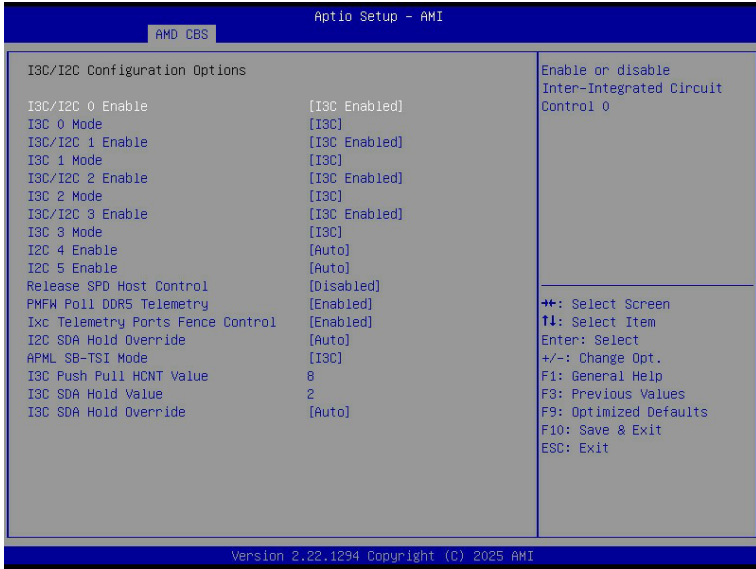 Aptio Setup - AMI
AMD CBS
I3C/I2C Configuration Options
I3C/I2C 0 Enable [I3C Enabled]
I3C 0 Mode [I3C]
I3C/I2C 1 Enable [I3C Enabled]
I3C 1 Mode [I3C]
I3C/I2C 2 Enable [I3C Enabled]
I3C 2 Mode [I3C]
I3C/I2C 3 Enable [I3C Enabled]
I3C 3 Mode [I3C]
I2C 4 Enable [Auto]
I2C 5 Enable [Auto]
Release SPD Host Control [Disabled]
PMFW Poll DDR5 Telemetry [Enabled]
Ixc Telemetry Ports Fence Control [Enabled]
I2C SDA Hold Override [Auto]
APML SB-TSI Mode [I3C]
I3C Push Pull HCNT Value 8
I3C SDA Hold Value 2
I3C SDA Hold Override [Auto]
Enable or disable
Inter-Integrated Circuit
Control 0
→←: Select Screen
↑↓: Select Item
Enter: Select
+/-: Change Opt.
F1: General Help
F3: Previous Values
F9: Optimized Defaults
F10: Save & Exit
ESC: Exit
Version 2.22.1294 Copyright (C) 2025 AMI